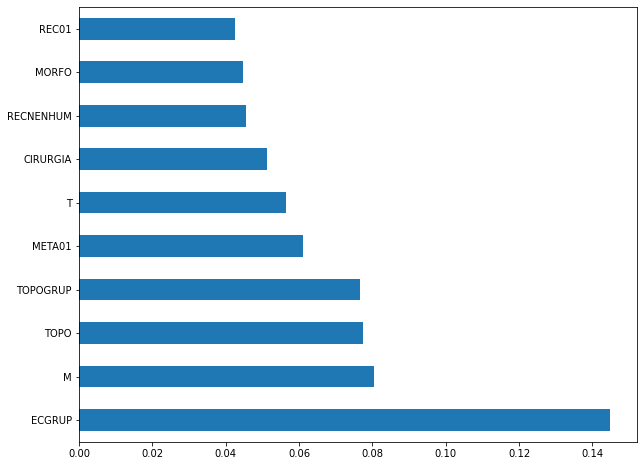 REC01
MORFO
RECNENHUM
CIRURGIA
T
META01
TOPOGRUP
TOPO
M
ECGRUP
0.00 0.02 0.04 0.06 0.08 0.10 0.12 0.14